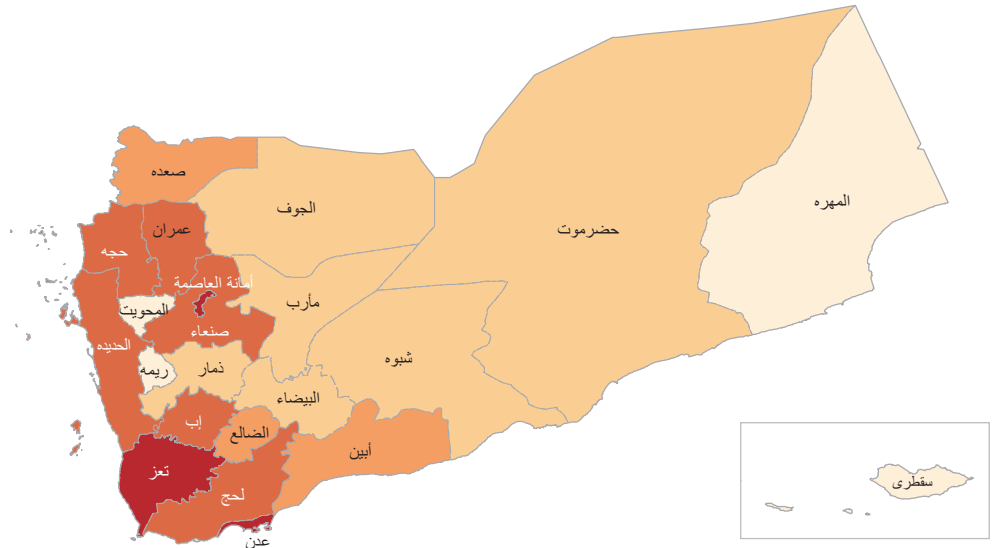 صعده
الجوف
المهره
حضرموت
عمران
حجه
أمانة العاصمة
مأرب
المحويت
صنعاء
الحديده
شبوه
ريمه
ذمار
البيضاء
إب
الضالع
أبين
تعز
لحج
سقطرى
عدن